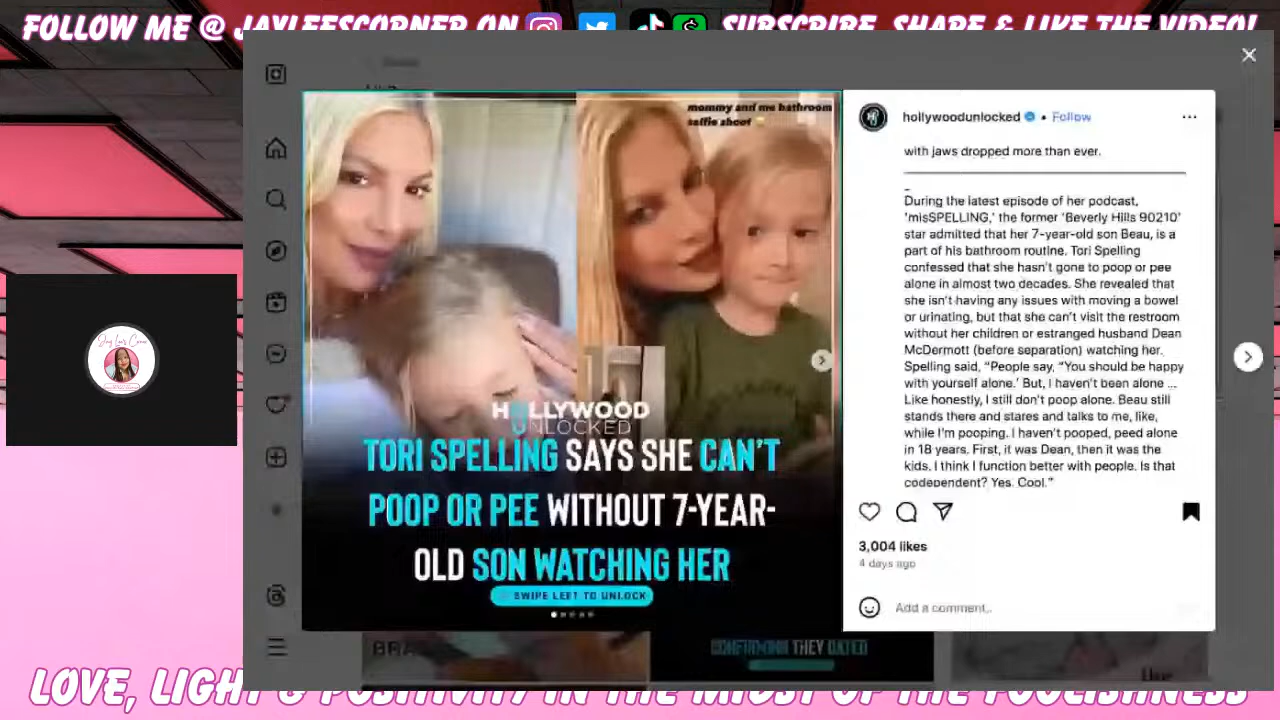 FOLLOW ME @ JAYLEESCORNER ON
SUBSCRIBE, SHARE & LIKE THE VIDEO!
mommy and me bathroom
selfie shoot
HOLLYWOOD
UNLOCKED
TORI SPELLING SAYS SHE CAN'T
POOP OR PEE WITHOUT 7-YEAR-
OLD SON WATCHING HER
SWIPE LEFT TO UNLOCK
hollywoodunlocked • Follow
with jaws dropped more than ever.
During the latest episode of her podcast,
'misSPELLING,' the former 'Beverly Hills 90210'
star admitted that her 7-year-old son Beau, is a
part of his bathroom routine. Tori Spelling
confessed that she hasn't gone to poop or pee
alone in almost two decades. She revealed that
she isn't having any issues with moving a bowel
or urinating, but that she can't visit the restroom
without her children or estranged husband Dean
McDermott (before separation) watching her.
Spelling said, "People say, "You should be happy
with yourself alone.' But, I haven't been alone ...
Like honestly, I still don't poop alone. Beau still
stands there and stares and talks to me, like,
while I'm pooping. I haven't pooped, peed alone
in 18 years. First, it was Dean, then it was the
kids. I think I function better with people. Is that
codependent? Yes. Cool."
3,004 likes
4 days ago
Add a comment...
BRA
CONFIRMING THEY DATED
LOVE, LIGHT & POSITIVITY IN THE MIDST OF THE FOOLISHNESS